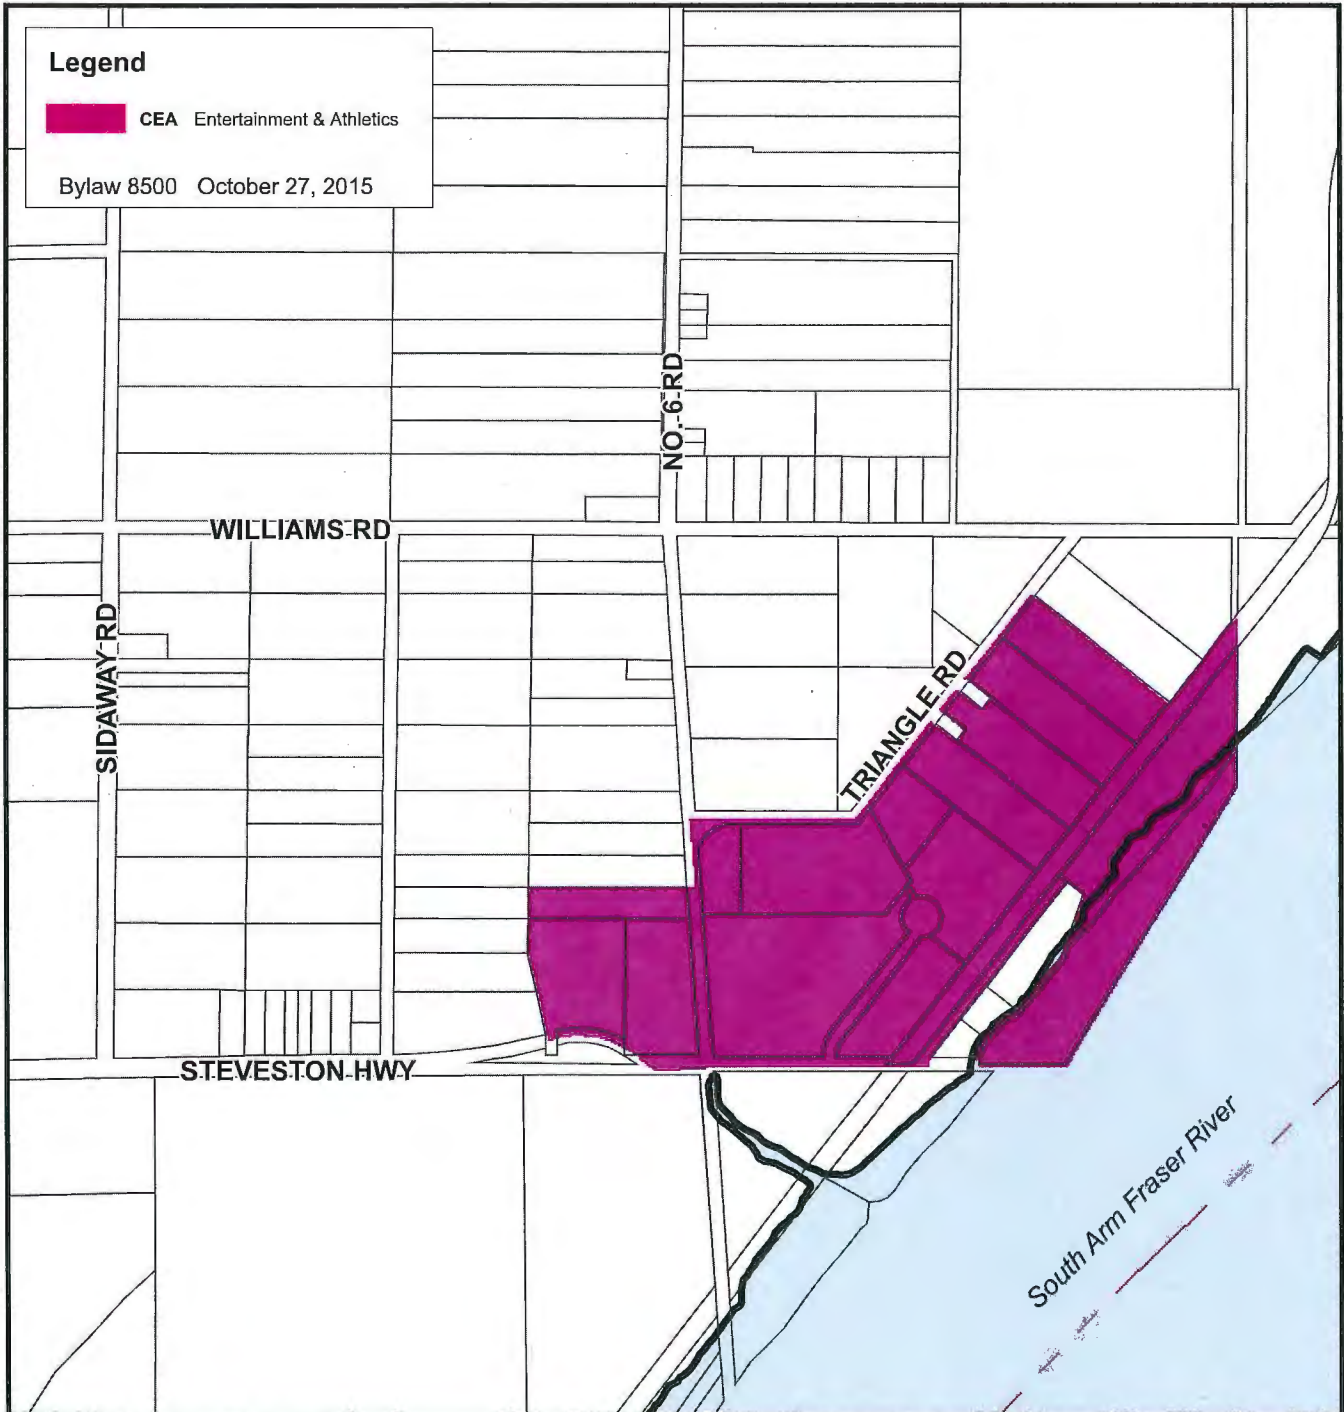 Legend
CEA Entertainment & Athletics
Bylaw 8500 October 27, 2015
NO. 6 RD
WILLIAMS RD
SIDAWAY RD
TRIANGLE RD
STEVESTON HWY
South Arm Fraser River